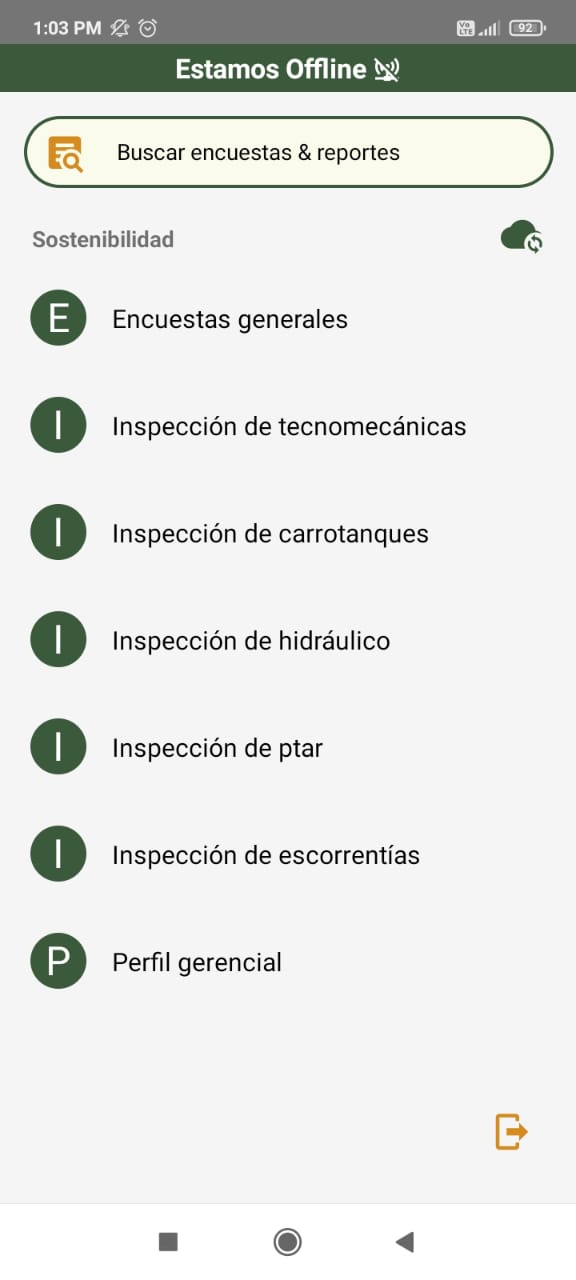 1:03 PM Vo LTE 92
Estamos Offline
Buscar encuestas & reportes
Sostenibilidad
E Encuestas generales
I Inspección de tecnomecánicas
I Inspección de carrotanques
I Inspección de hidráulico
I Inspección de ptar
I Inspección de escorrentías
P Perfil gerencial